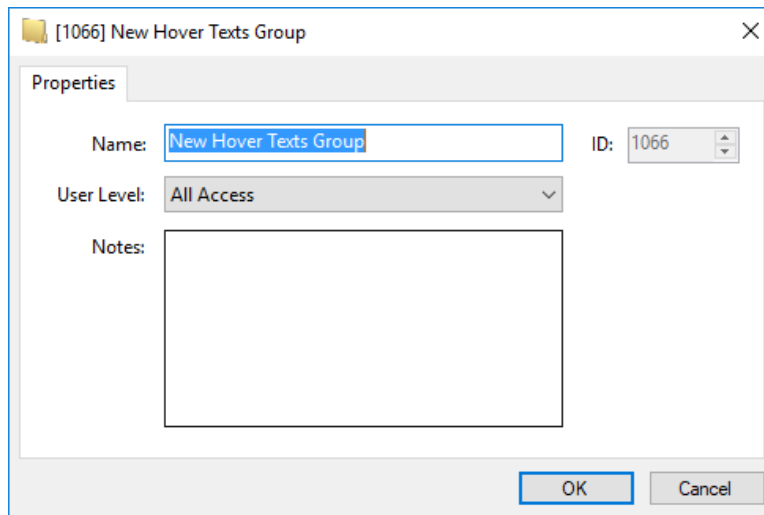 [1066] New Hover Texts Group
Properties
Name: New Hover Texts Group ID: 1066
User Level: All Access
Notes:
OK Cancel